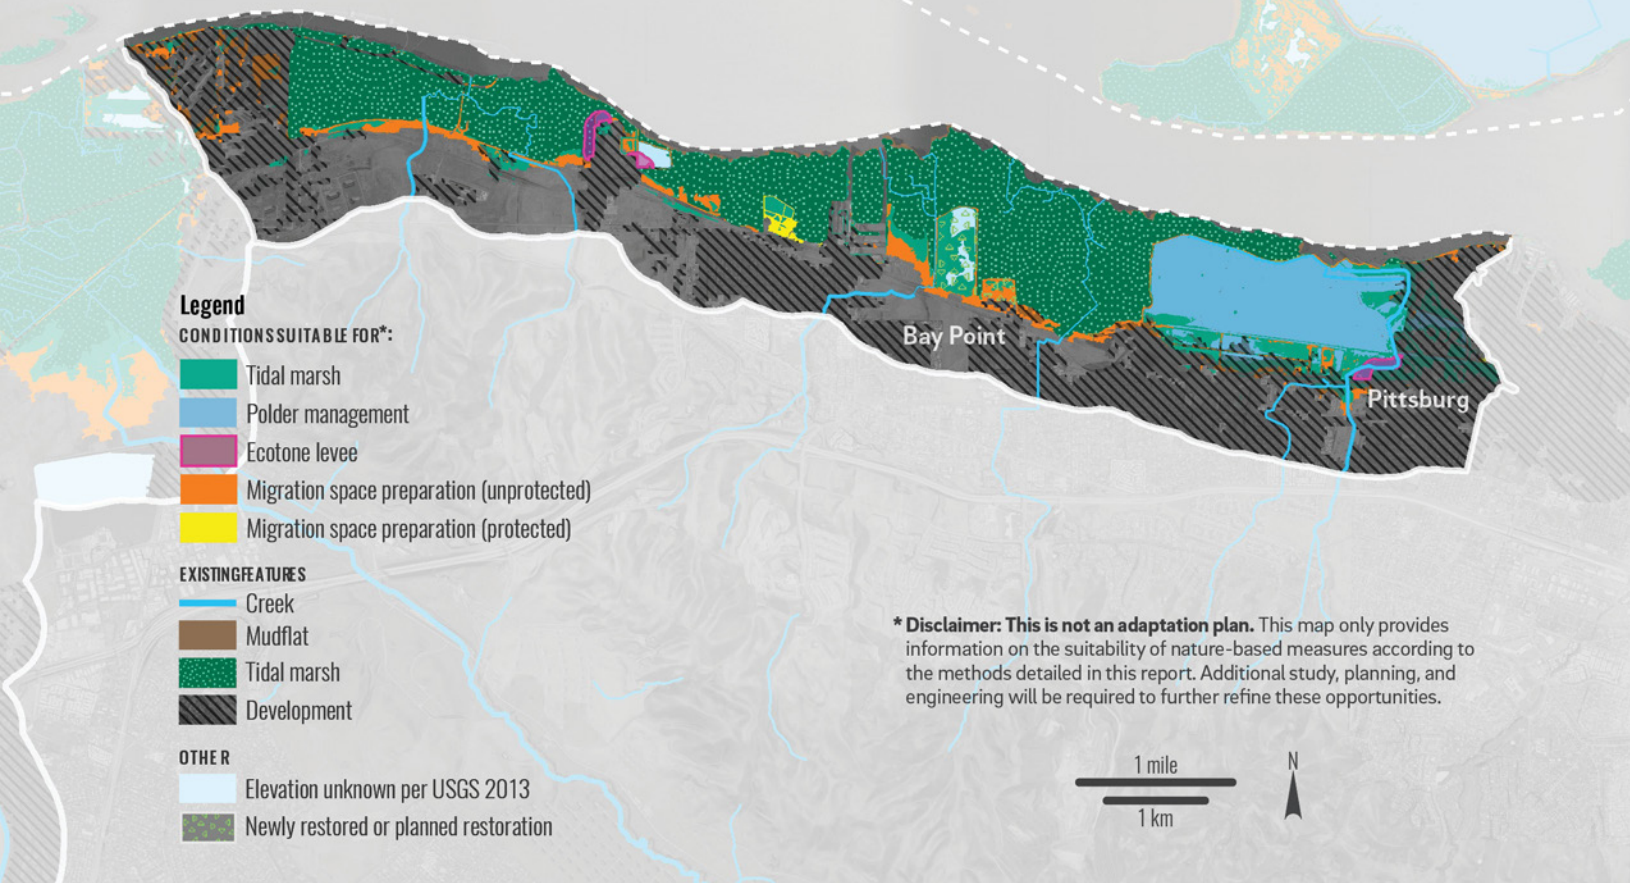 Bay Point
Pittsburg
Legend
CONDITIONS SUITABLE FOR*:
Tidal marsh
Polder management
Ecotone levee
Migration space preparation (unprotected)
Migration space preparation (protected)
EXISTING FEATURES
Creek
Mudflat
Tidal marsh
Development
OTHER
Elevation unknown per USGS 2013
Newly restored or planned restoration
* Disclaimer: This is not an adaptation plan. This map only provides
information on the suitability of nature-based measures according to
the methods detailed in this report. Additional study, planning, and
engineering will be required to further refine these opportunities.
1 mile
1 km
N